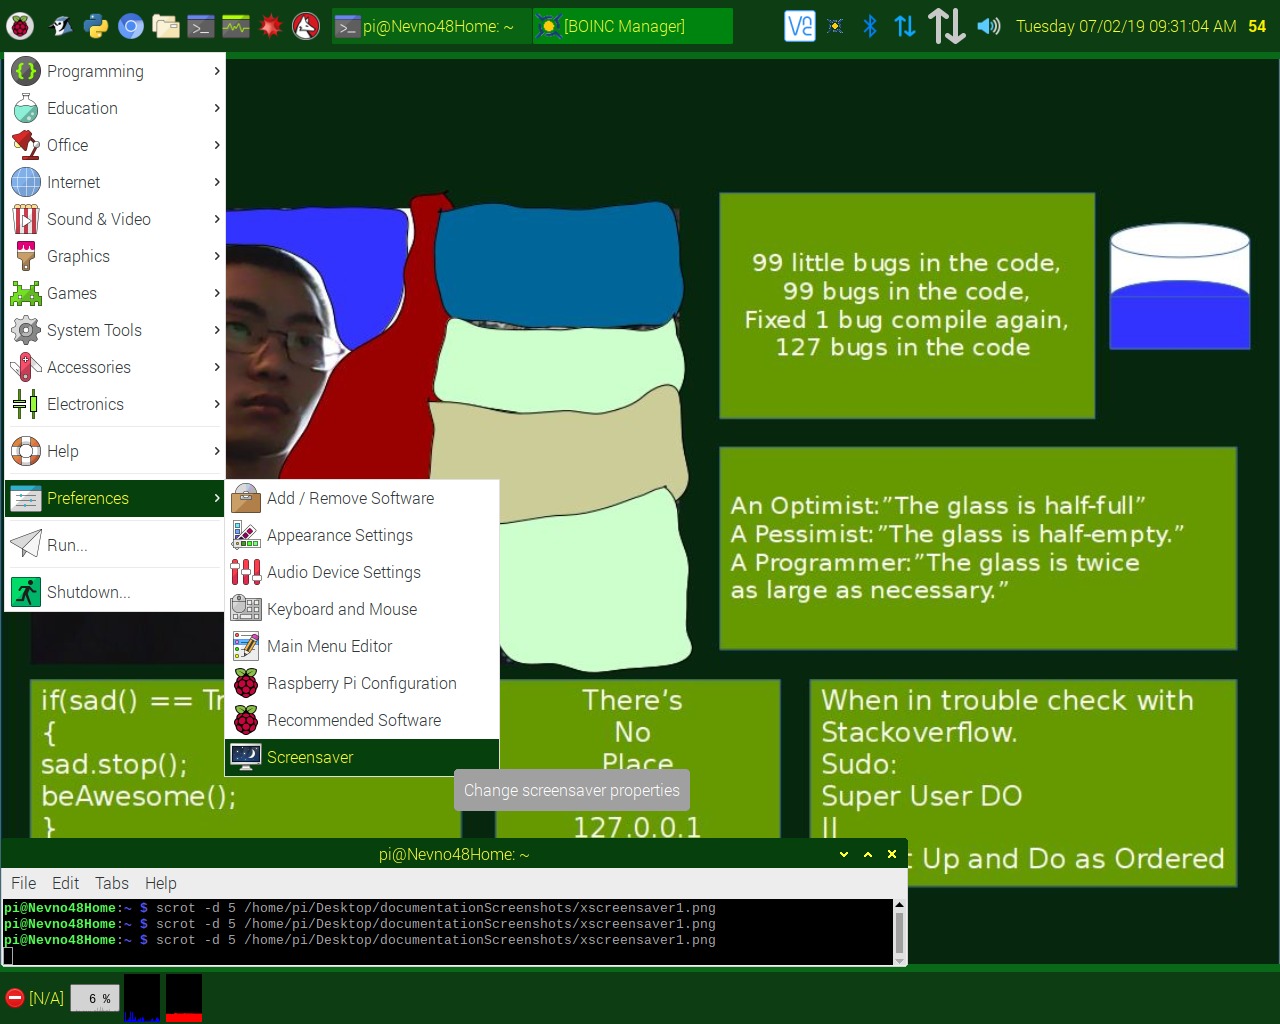 pi@Nevno48Home: ~
[BOINC Manager]
Tuesday 07/02/19 09:31:04 AM
54
Programming
Education
Office
Internet
Sound & Video
Graphics
Games
System Tools
Accessories
Electronics
Help
Preferences
Run...
Shutdown...
Add / Remove Software
Appearance Settings
Audio Device Settings
Keyboard and Mouse
Main Menu Editor
Raspberry Pi Configuration
Recommended Software
Screensaver
Change screensaver properties
99 little bugs in the code,
99 bugs in the code,
Fixed 1 bug compile again,
127 bugs in the code
An Optimist:”The glass is half-full”
A Pessimist:”The glass is half-empty.”
A Programmer:”The glass is twice
as large as necessary.”
if(sad() == Tr
{
sad.stop();
beAwesome();
}
There's
No
Place
127.0.0.1
When in trouble check with
Stackoverflow.
Sudo:
Super User DO
||
t Up and Do as Ordered
pi@Nevno48Home: ~
File Edit Tabs Help
pi@Nevno48Home:~ $ scrot -d 5 /home/pi/Desktop/documentationScreenshots/xscreensaver1.png
pi@Nevno48Home:~ $ scrot -d 5 /home/pi/Desktop/documentationScreenshots/xscreensaver1.png
pi@Nevno48Home:~ $ scrot -d 5 /home/pi/Desktop/documentationScreenshots/xscreensaver1.png
[N/A]
6 %